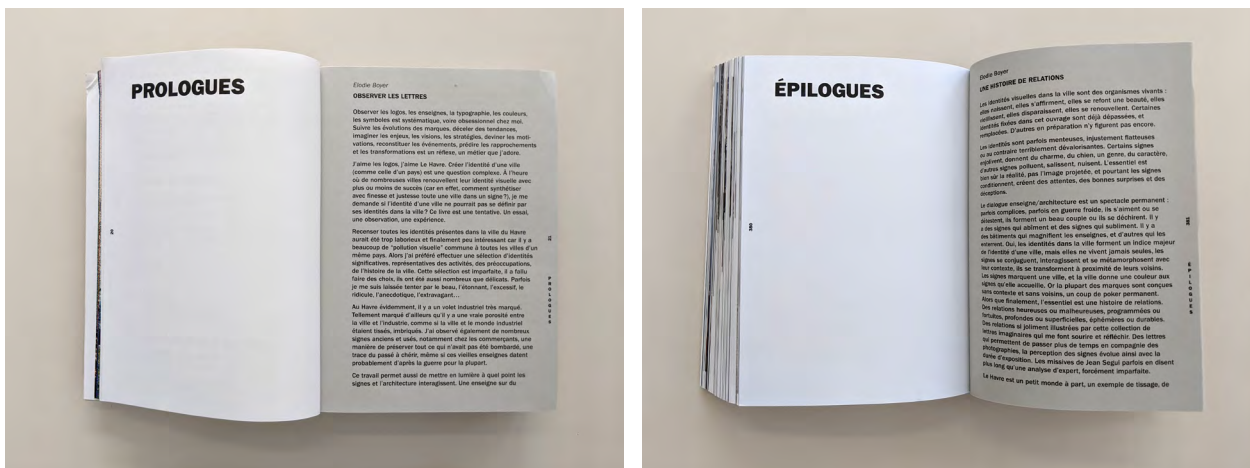 PROLOGUES
20
Elodie Boyer
OBSERVER LES LETTRES
Observer les logos, les enseignes, la typographie, les couleurs,
les symboles est systématique, voire obsessionnel chez moi.
Suivre les évolutions des marques, déceler des tendances,
imaginer les enjeux, les visions, les stratégies, deviner les moti-
vations, reconstituer les événements, prédire les rapprochements
et les transformations est un réflexe, un métier que j'adore.
J'aime les logos, j'aime Le Havre. Créer l'identité d'une ville
(comme celle d'un pays) est une question complexe. À l'heure
où de nombreuses villes renouvellent leur identité visuelle avec
plus ou moins de succès (car en effet, comment synthétiser
avec finesse et justesse toute une ville dans un signe ?), je me
demande si l'identité d'une ville ne pourrait pas se définir par
ses identités dans la ville ? Ce livre est une tentative. Un essai,
une observation, une expérience.
Recenser toutes les identités présentes dans la ville du Havre
aurait été trop laborieux et finalement peu intéressant car il y a
beaucoup de "pollution visuelle" commune à toutes les villes d'un
même pays. Alors j'ai préféré effectuer une sélection d'identités
significatives, représentatives des activités, des préoccupations,
de l'histoire de la ville. Cette sélection est imparfaite, il a fallu
faire des choix, ils ont été aussi nombreux que délicats. Parfois
je me suis laissée tenter par le beau, l'étonnant, l'excessif, le
ridicule, l'anecdotique, l'extravagant…
Au Havre évidemment, il y a un volet industriel très marqué.
Tellement marqué d'ailleurs qu'il y a une vraie porosité entre
la ville et l'industrie, comme si la ville et le monde industriel
étaient tissés, imbriqués. J'ai observé également de nombreux
signes anciens et usés, notamment chez les commerçants, une
manière de préserver tout ce qui n'avait pas été bombardé, une
trace du passé à chérir, même si ces vieilles enseignes datent
probablement d'après la guerre pour la plupart.
Ce travail permet aussi de mettre en lumière à quel point les
signes et l'architecture interagissent. Une enseigne sur du
PROLOGUES
ÉPILOGUES
380
Elodie Boyer
UNE HISTOIRE DE RELATIONS
Les identités visuelles dans la ville sont des organismes vivants :
elles naissent, elles s'affirment, elles se refont une beauté, elles
vieillissent, elles disparaissent, elles se renouvellent. Certaines
identités fixées dans cet ouvrage sont déjà dépassées, et
remplacées. D'autres en préparation n'y figurent pas encore.
Les identités sont parfois menteuses, injustement flatteuses
ou au contraire terriblement dévalorisantes. Certains signes
enjolivent, donnent du charme, du chien, un genre, du caractère,
d'autres signes polluent, salissent, nuisent. L'essentiel est
bien sûr la réalité, pas l'image projetée, et pourtant les signes
conditionnent, créent des attentes, des bonnes surprises et des
déceptions.
Le dialogue enseigne/architecture est un spectacle permanent :
parfois complices, parfois en guerre froide, ils s'aiment ou se
détestent, ils forment un beau couple ou ils se déchirent. Il y
a des signes qui abîment et des signes qui subliment. Il y a
des bâtiments qui magnifient les enseignes, et d'autres qui les
enterrent. Oui, les identités dans la ville forment un indice majeur
de l'identité d'une ville, mais elles ne vivent jamais seules, les
signes se conjuguent, interagissent et se métamorphosent avec
leur contexte, ils se transforment à proximité de leurs voisins.
Les signes marquent une ville, et la ville donne une couleur aux
signes qu'elle accueille. Or la plupart des marques sont conçues
sans contexte et sans voisins, un coup de poker permanent.
Alors que finalement, l'essentiel est une histoire de relations.
Des relations heureuses ou malheureuses, programmées ou
fortuites, profondes ou superficielles, éphémères ou durables.
Des relations si joliment illustrées par cette collection de
lettres imaginaires qui me font sourire et réfléchir. Des lettres
qui permettent de passer plus de temps en compagnie des
photographies, la perception des signes évolue ainsi avec la
durée d'exposition. Les missives de Jean Segui parfois en disent
plus long qu'une analyse d'expert, forcément imparfaite.
Le Havre est un petit monde à part, un exemple de tissage, de
381
ÉPILOGUES